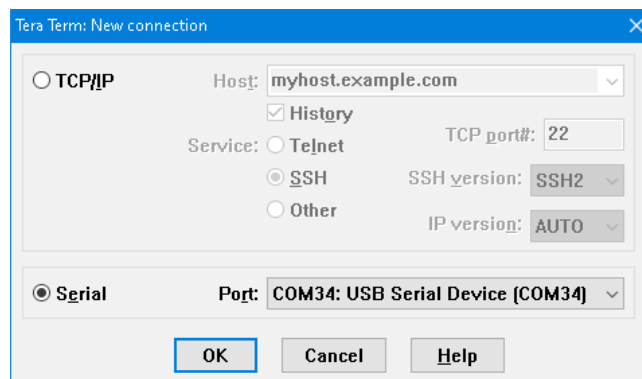 Tera Term: New connection
TCP/IP
Host: myhost.example.com
History
Service: Telnet
TCP port#: 22
SSH
SSH version: SSH2
Other
IP version: AUTO
Serial
Port: COM34: USB Serial Device (COM34)
OK Cancel Help